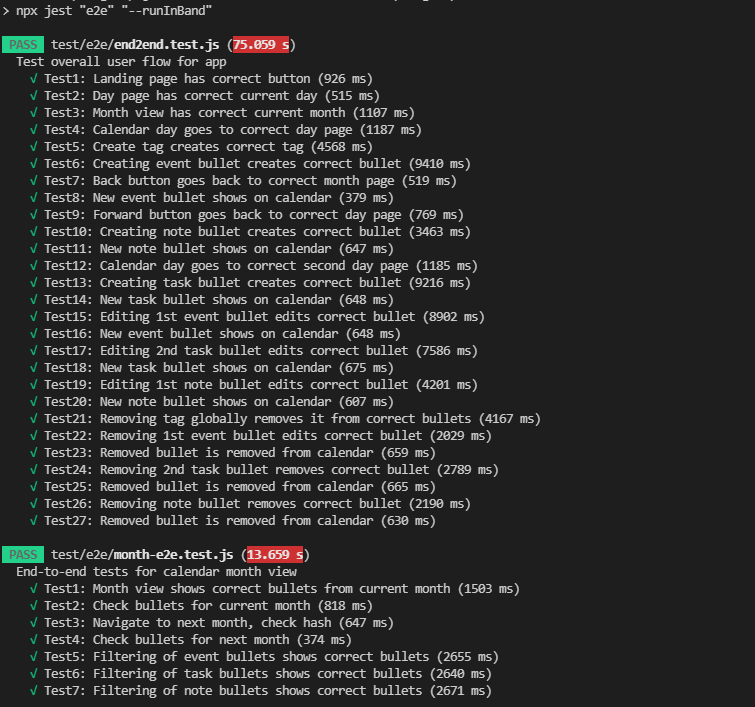 > npx jest "e2e" "--runInBand"
PASS test/e2e/end2end.test.js (75.059 s)
Test overall user flow for app
√ Test1: Landing page has correct button (926 ms)
√ Test2: Day page has correct current day (515 ms)
√ Test3: Month view has correct current month (1107 ms)
√ Test4: Calendar day goes to correct day page (1187 ms)
√ Test5: Create tag creates correct tag (4568 ms)
√ Test6: Creating event bullet creates correct bullet (9410 ms)
√ Test7: Back button goes back to correct month page (519 ms)
√ Test8: New event bullet shows on calendar (379 ms)
√ Test9: Forward button goes back to correct day page (769 ms)
√ Test10: Creating note bullet creates correct bullet (3463 ms)
√ Test11: New note bullet shows on calendar (647 ms)
√ Test12: Calendar day goes to correct second day page (1185 ms)
√ Test13: Creating task bullet creates correct bullet (9216 ms)
√ Test14: New task bullet shows on calendar (648 ms)
√ Test15: Editing 1st event bullet edits correct bullet (8902 ms)
√ Test16: New event bullet shows on calendar (648 ms)
√ Test17: Editing 2nd task bullet edits correct bullet (7586 ms)
√ Test18: New task bullet shows on calendar (675 ms)
√ Test19: Editing 1st note bullet edits correct bullet (4201 ms)
√ Test20: New note bullet shows on calendar (607 ms)
√ Test21: Removing tag globally removes it from correct bullets (4167 ms)
√ Test22: Removing 1st event bullet edits correct bullet (2029 ms)
√ Test23: Removed bullet is removed from calendar (659 ms)
√ Test24: Removing 2nd task bullet removes correct bullet (2789 ms)
√ Test25: Removed bullet is removed from calendar (665 ms)
√ Test26: Removing note bullet removes correct bullet (2190 ms)
√ Test27: Removed bullet is removed from calendar (630 ms)
PASS test/e2e/month-e2e.test.js (13.659 s)
End-to-end tests for calendar month view
√ Test1: Month view shows correct bullets from current month (1503 ms)
√ Test2: Check bullets for current month (818 ms)
√ Test3: Navigate to next month, check hash (647 ms)
√ Test4: Check bullets for next month (374 ms)
√ Test5: Filtering of event bullets shows correct bullets (2655 ms)
√ Test6: Filtering of task bullets shows correct bullets (2640 ms)
√ Test7: Filtering of note bullets shows correct bullets (2671 ms)